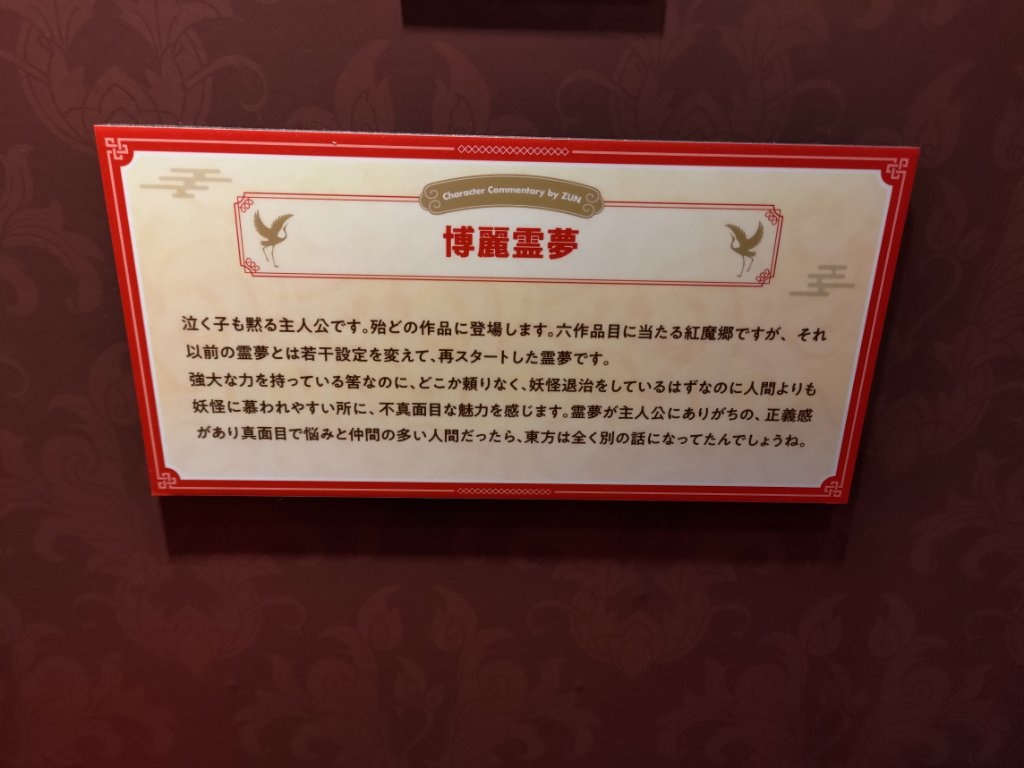 Character Commentary by ZUN
博麗霊夢
泣く子も黙る主人公です。殆どの作品に登場します。六作品目に当たる紅魔郷ですが、それ
以前の霊夢とは若干設定を変えて、再スタートした霊夢です。
強大な力を持っている筈なのに、どこか頼りなく、妖怪退治をしているはずなのに人間よりも
妖怪に慕われやすい所に、不真面目な魅力を感じます。霊夢が主人公にありがちの、正義感
があり真面目で悩みと仲間の多い人間だったら、東方は全く別の話になってたんでしょうね。